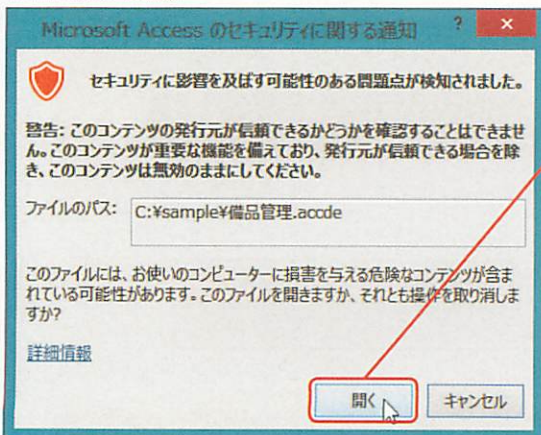 Microsoft Access のセキュリティに関する通知
?
×
セキュリティに影響を及ぼす可能性のある問題点が検知されました。
警告: このコンテンツの発行元が信頼できるかどうかを確認することはできませ
ん。このコンテンツが重要な機能を備えており、発行元が信頼できる場合を除
き、このコンテンツは無効のままにしてください。
ファイルのパス: C:¥sample¥備品管理.accde
このファイルには、お使いのコンピューターに損害を与える危険なコンテンツが含ま
れている可能性があります。このファイルを開きますか、それとも操作を取り消しま
すか?
詳細情報
開く キャンセル